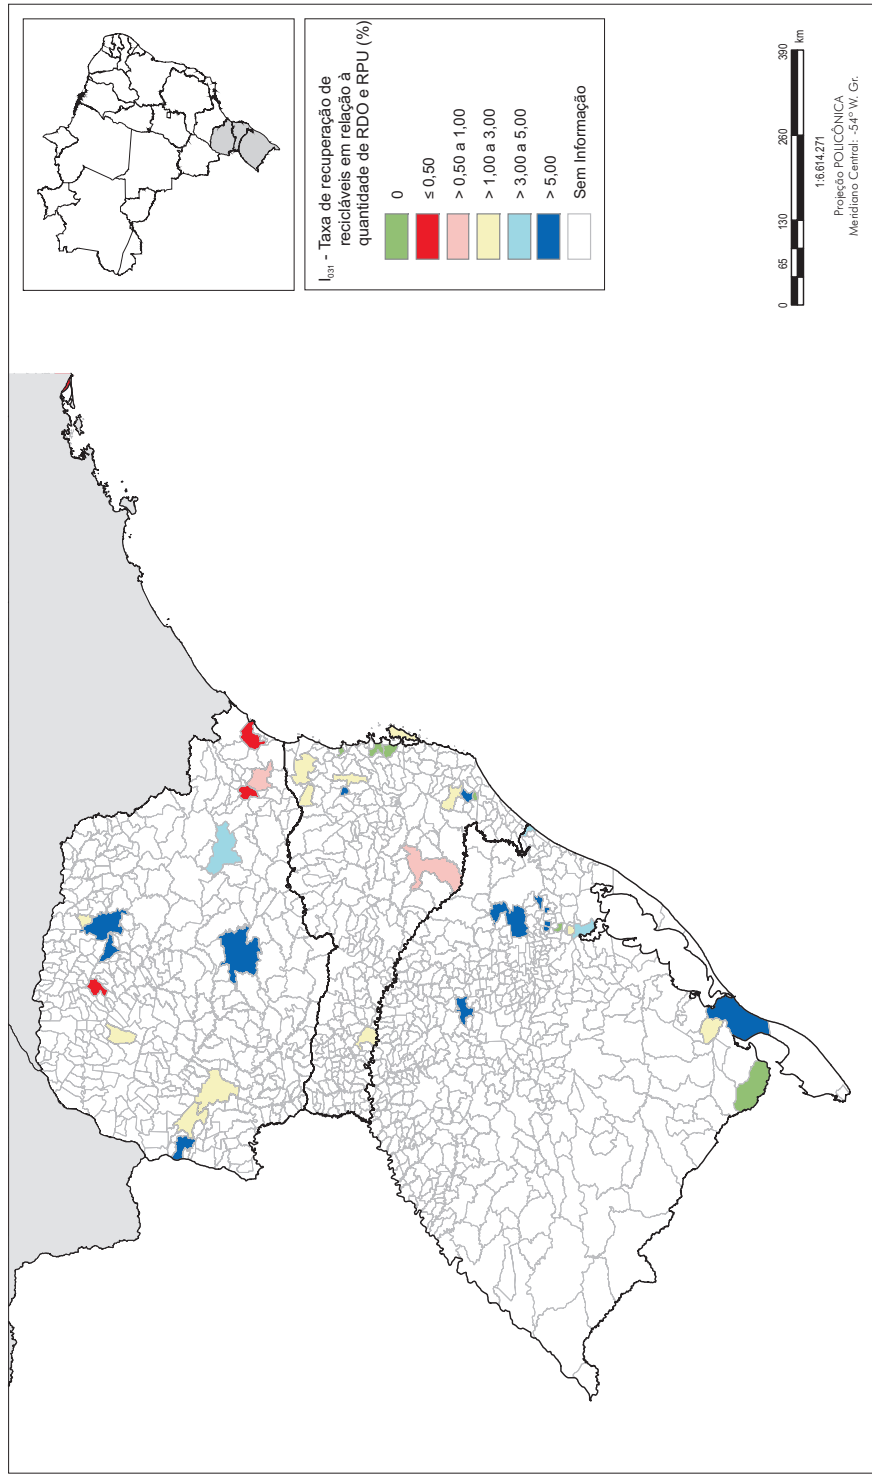 I₀₃₁ - Taxa de recuperação de
recicláveis em relação à
quantidade de RDO e RPU (%)
0
≤ 0,50
> 0,50 a 1,00
> 1,00 a 3,00
> 3,00 a 5,00
> 5,00
Sem Informação
0 65 130 260 390
km
1:6.614.271
Projeção POLICÔNICA
Meridiano Central: -54° W. Gr.